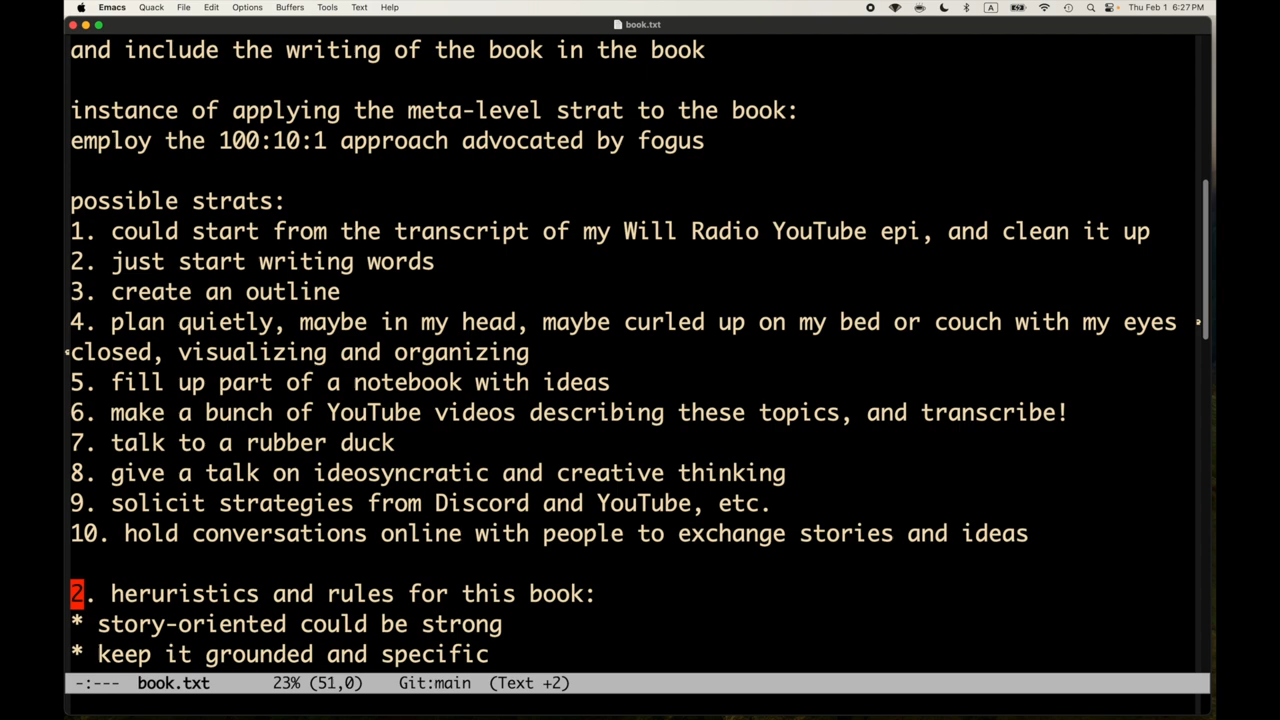 Emacs Quack File Edit Options Buffers Tools Text Help A Thu Feb 1 6:27 PM
book.txt
and include the writing of the book in the book
instance of applying the meta-level strat to the book:
employ the 100:10:1 approach advocated by fogus
possible strats:
1. could start from the transcript of my Will Radio YouTube epi, and clean it up
2. just start writing words
3. create an outline
4. plan quietly, maybe in my head, maybe curled up on my bed or couch with my eyes
closed, visualizing and organizing
5. fill up part of a notebook with ideas
6. make a bunch of YouTube videos describing these topics, and transcribe!
7. talk to a rubber duck
8. give a talk on ideosyncratic and creative thinking
9. solicit strategies from Discord and YouTube, etc.
10. hold conversations online with people to exchange stories and ideas
2. heruristics and rules for this book:
* story-oriented could be strong
* keep it grounded and specific
-:--- book.txt 23% (51,0) Git:main (Text +2)